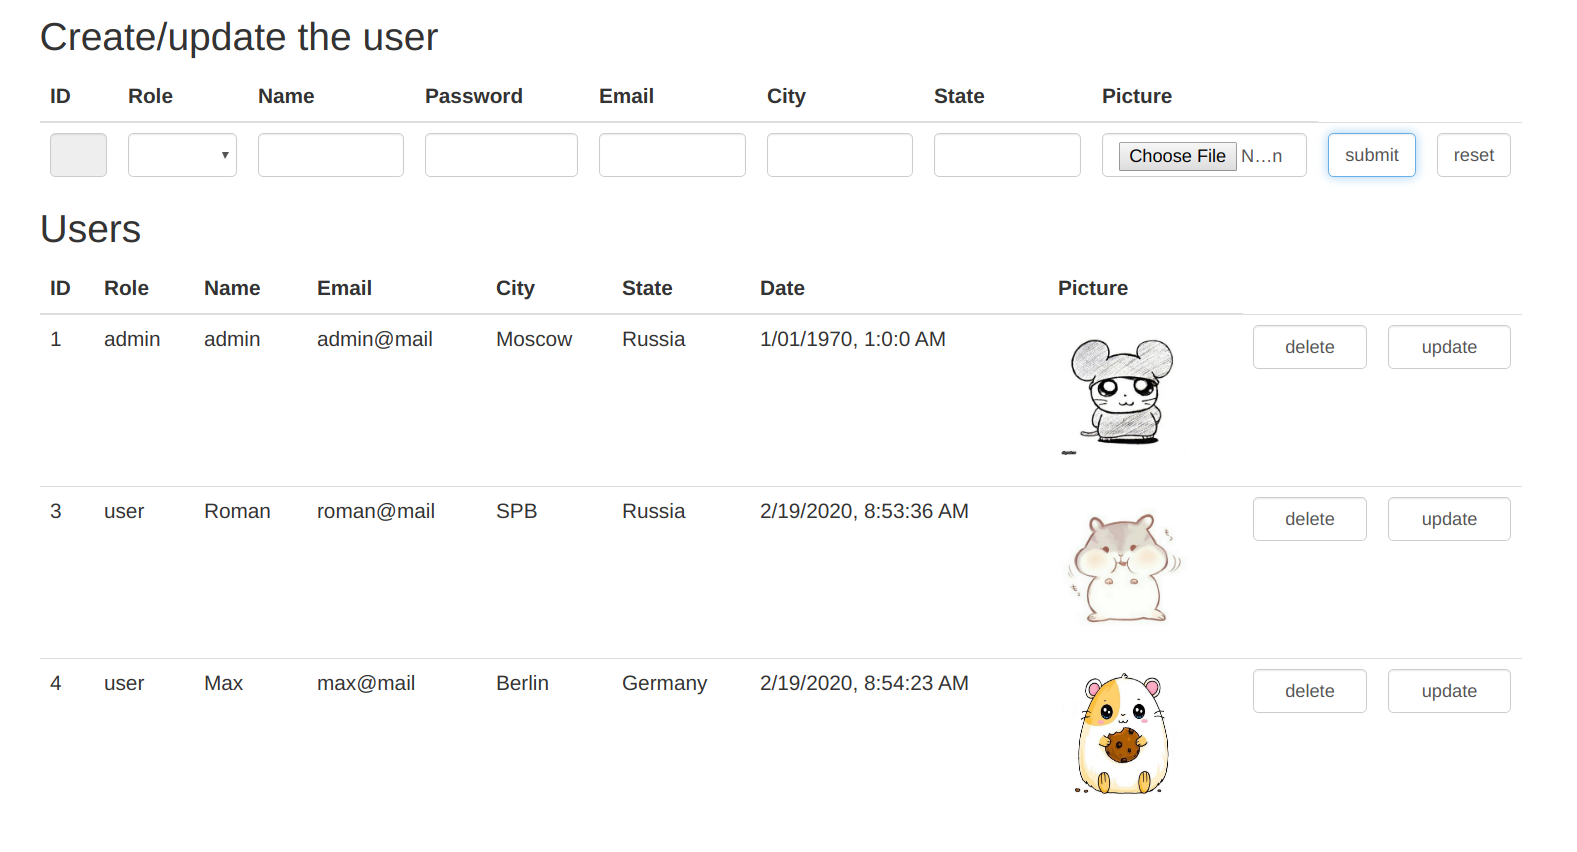 Create/update the user
ID Role Name Password Email City State Picture
Choose File N…n submit reset
Users
ID Role Name Email City State Date Picture
1 admin admin admin@mail Moscow Russia 1/01/1970, 1:0:0 AM delete update
3 user Roman roman@mail SPB Russia 2/19/2020, 8:53:36 AM delete update
4 user Max max@mail Berlin Germany 2/19/2020, 8:54:23 AM delete update